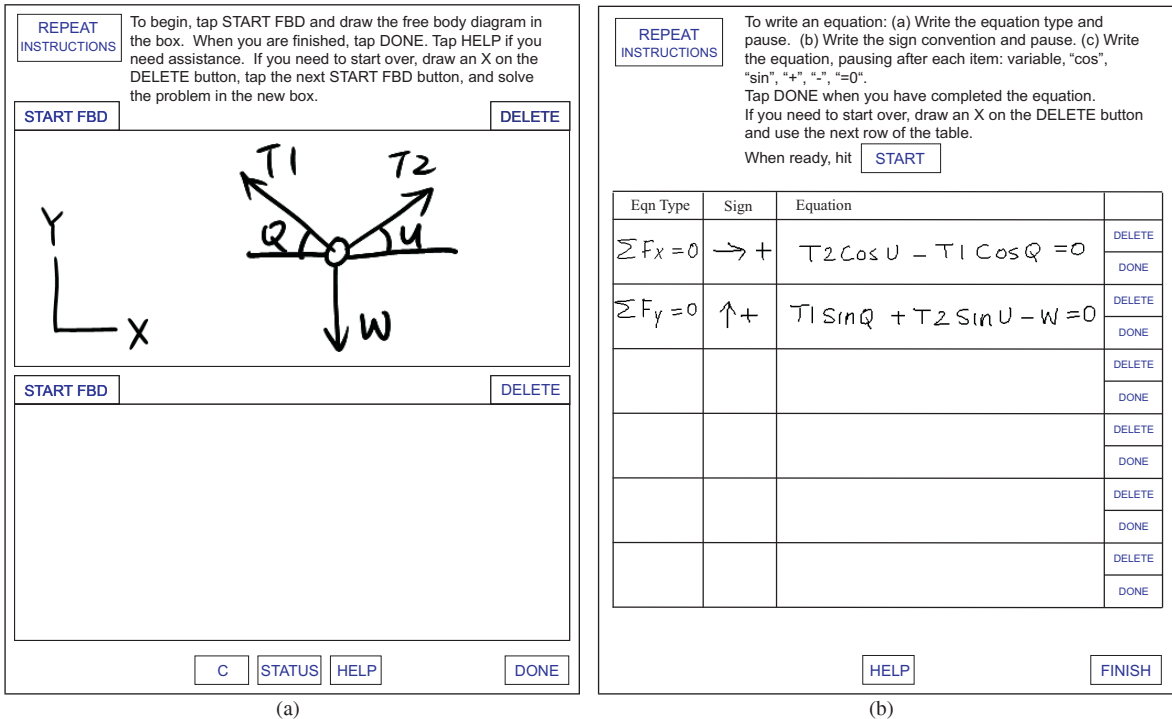 REPEAT
INSTRUCTIONS
To begin, tap START FBD and draw the free body diagram in
the box. When you are finished, tap DONE. Tap HELP if you
need assistance. If you need to start over, draw an X on the
DELETE button, tap the next START FBD button, and solve
the problem in the new box.
START FBD
DELETE
T1
T2
Y
Q
U
W
X
START FBD
DELETE
C
STATUS
HELP
DONE
(a)
REPEAT
INSTRUCTIONS
To write an equation: (a) Write the equation type and
pause. (b) Write the sign convention and pause. (c) Write
the equation, pausing after each item: variable, “cos”,
“sin”, “+”, “-”, “=0“.
Tap DONE when you have completed the equation.
If you need to start over, draw an X on the DELETE button
and use the next row of the table.
When ready, hit START
Eqn Type Sign Equation
ΣFx=0 → + T2CosU - T1CosQ =0
DELETE
DONE
ΣFy=0 ↑+ T1SinQ + T2SinU - W=0
DELETE
DONE
DELETE
DONE
DELETE
DONE
DELETE
DONE
DELETE
DONE
HELP
FINISH
(b)